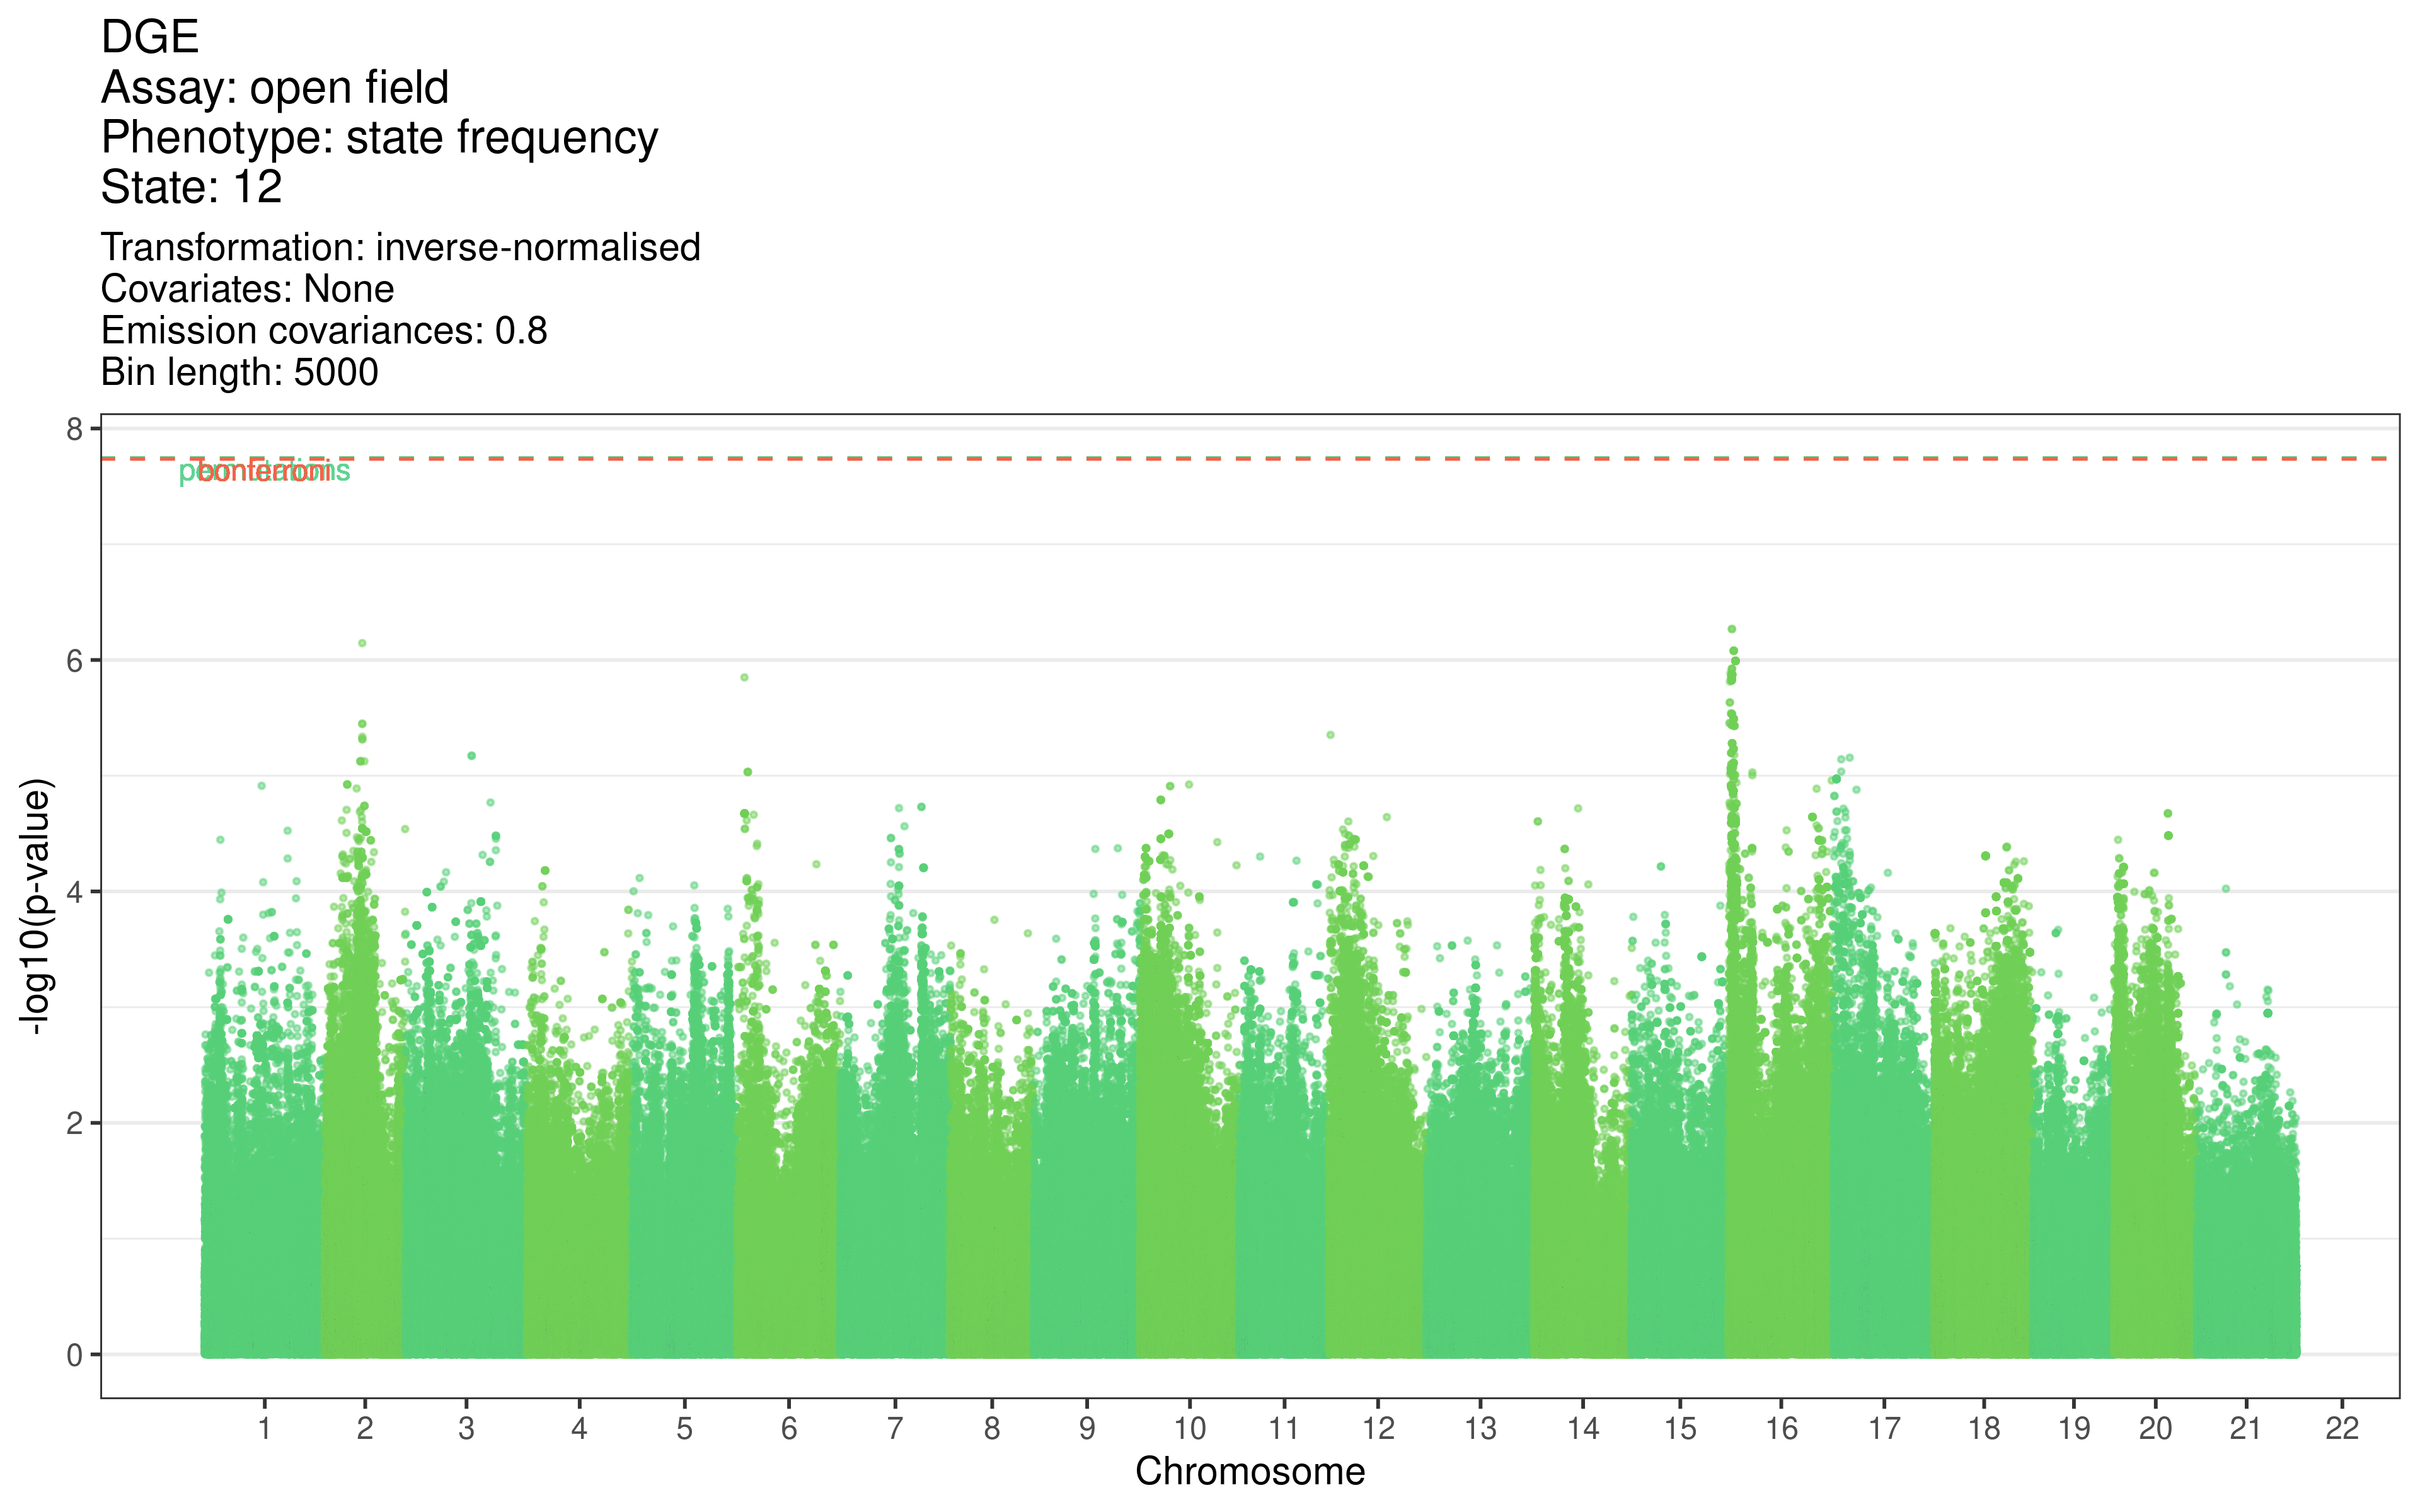 DGE
Assay: open field
Phenotype: state frequency
State: 12
Transformation: inverse-normalised
Covariates: None
Emission covariances: 0.8
Bin length: 5000
8
permutations
bonferroni
6
4
2
0
-log10(p-value)
1 2 3 4 5 6 7 8 9 10 11 12 13 14 15 16 17 18 19 20 21 22
Chromosome